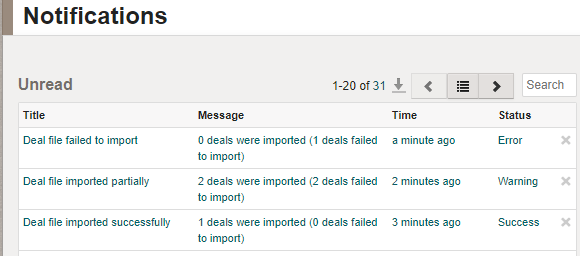 Notifications
Unread 1-20 of 31 Search
Title Message Time Status
Deal file failed to import 0 deals were imported (1 deals failed a minute ago Error
to import)
Deal file imported partially 2 deals were imported (2 deals failed 2 minutes ago Warning
to import)
Deal file imported successfully 1 deals were imported (0 deals failed 3 minutes ago Success
to import)